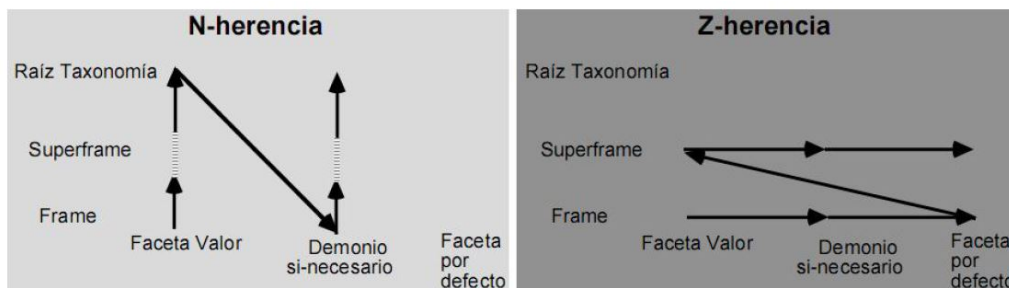 N-herencia
Raíz Taxonomía
Superframe
Frame
Faceta Valor
Demonio
si-necesario
Faceta
por
defecto
Z-herencia
Raíz Taxonomía
Superframe
Frame
Faceta Valor
Demonio
si-necesario
Faceta
por
defecto